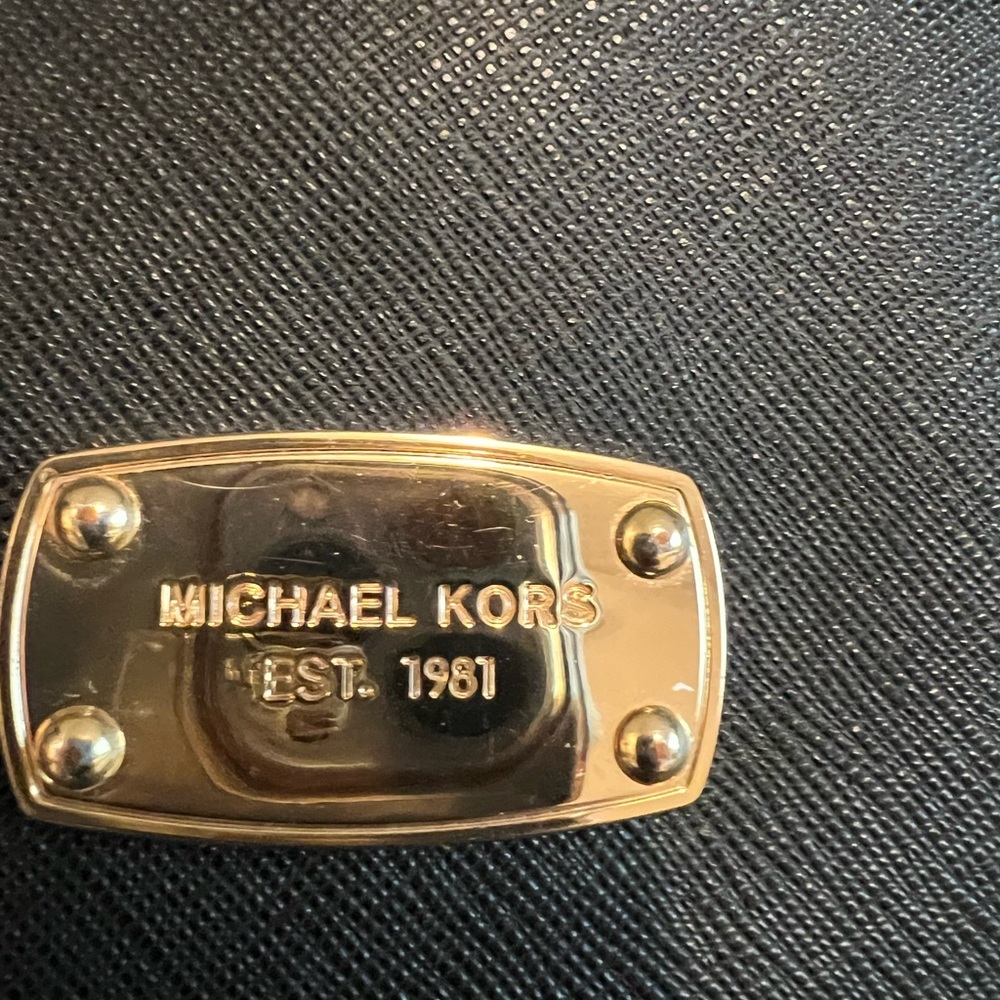 MICHAEL KORS
EST. 1981